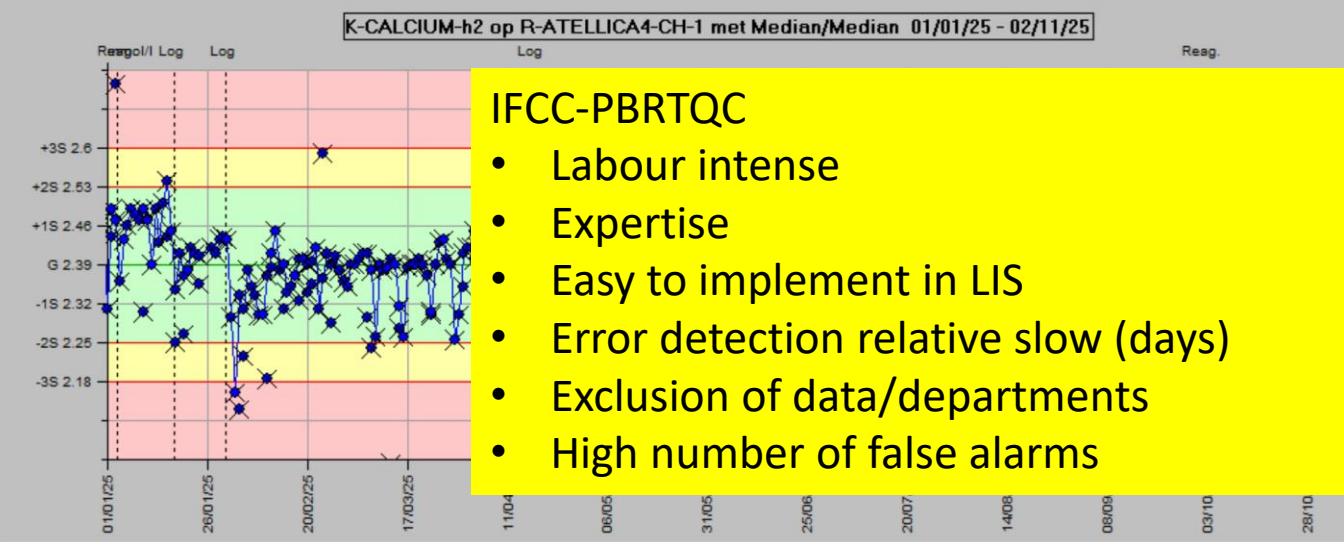 K-CALCIUM-h2 op R-ATELLICA4-CH-1 met Median/Median 01/01/25 - 02/11/25
Log Log Log Reag.
IFCC-PBRTQC
• Labour intense
• Expertise
• Easy to implement in LIS
• Error detection relative slow (days)
• Exclusion of data/departments
• High number of false alarms
+3S 2.6
+2S 2.53
+1S 2.46
G 2.39
-1S 2.32
-2S 2.25
-3S 2.18
01/01/25
26/01/25
20/02/25
17/03/25
11/04
06/05
31/05
25/06
20/07
14/08
08/09
03/10
28/10